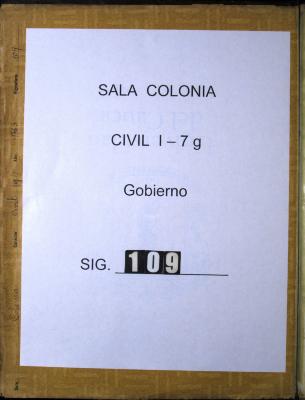 SALA COLONIA
CIVIL I – 7 g
Gobierno
SIG. 109